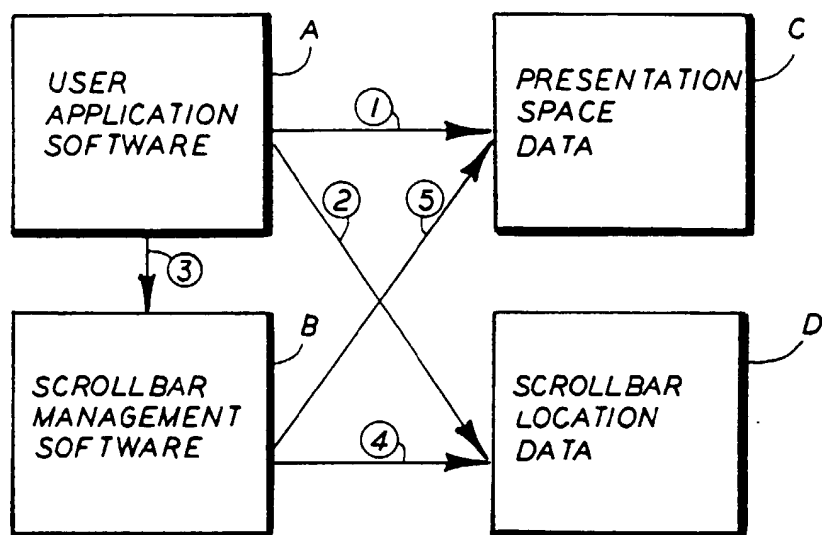 A
USER
APPLICATION
SOFTWARE
C
PRESENTATION
SPACE
DATA
1
2
5
3
B
SCROLLBAR
MANAGEMENT
SOFTWARE
D
SCROLLBAR
LOCATION
DATA
4